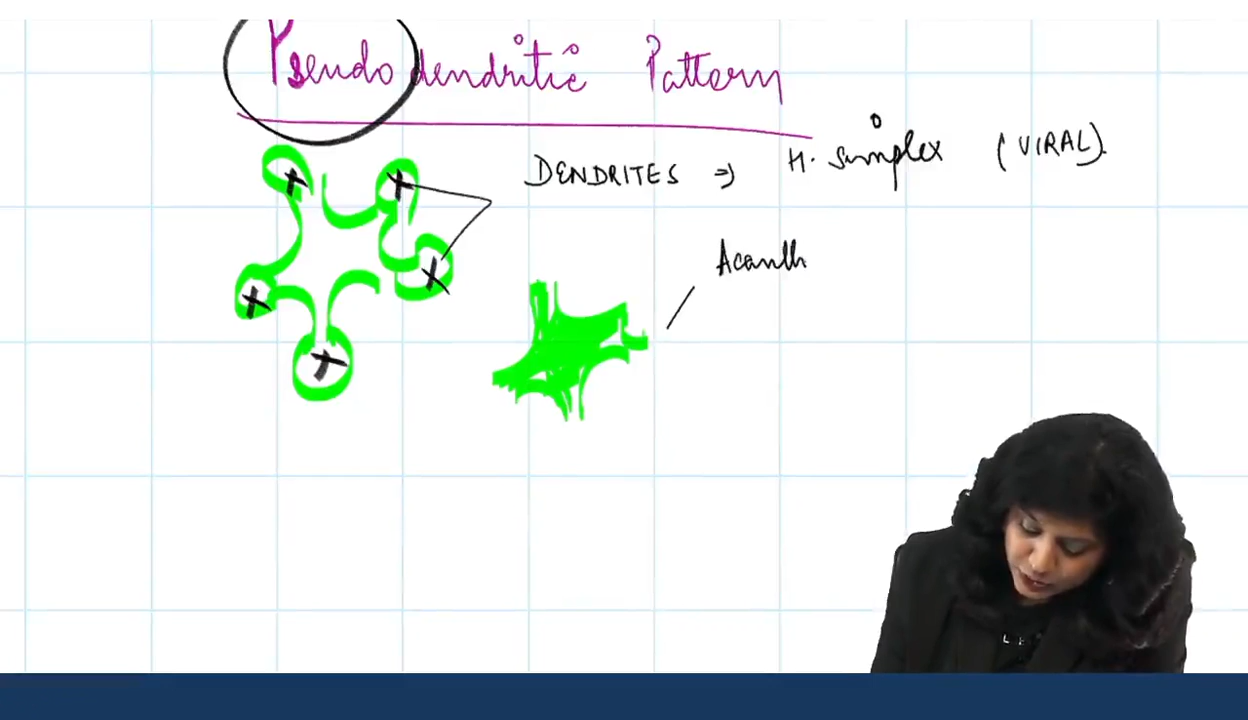 Pseudodendritic Pattern
DENDRITES ⇒ H. Simplex (VIRAL).
Acanth